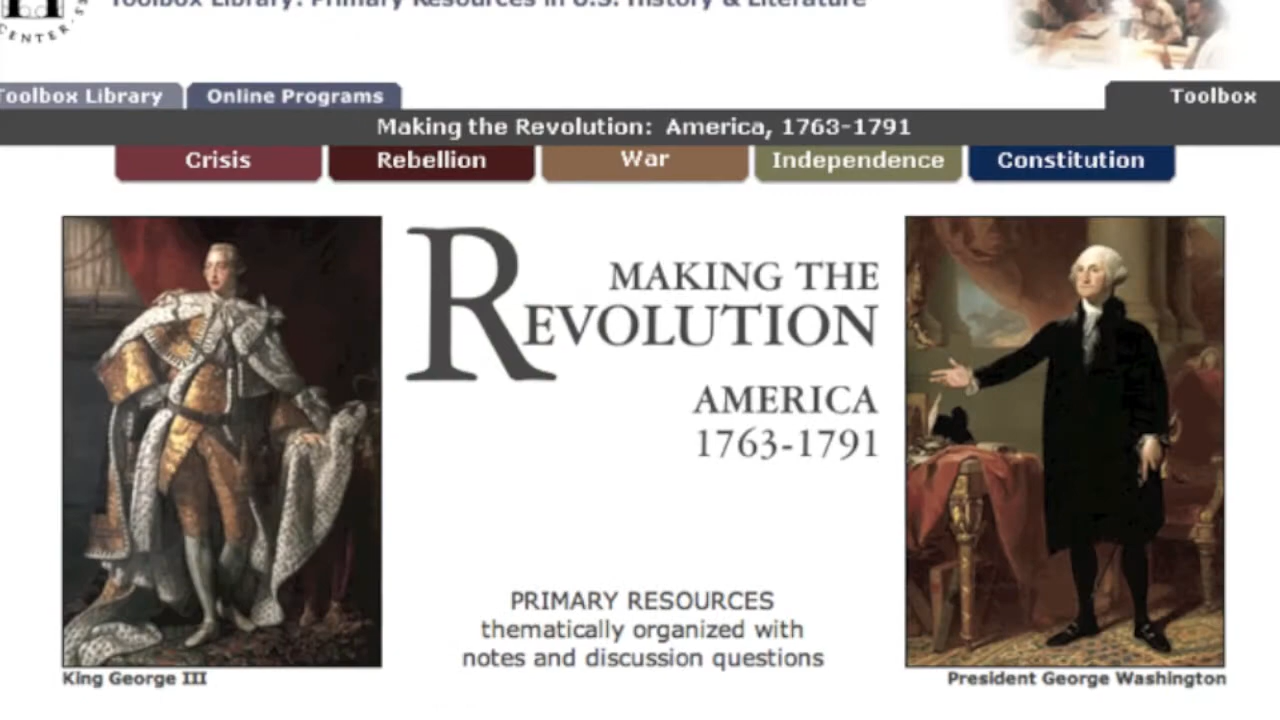 Toolbox Library: Primary Resources in U.S. History & Literature
CENTER
Toolbox Library
Online Programs
Toolbox
Making the Revolution: America, 1763-1791
Crisis
Rebellion
War
Independence
Constitution
MAKING THE
REVOLUTION
AMERICA
1763-1791
PRIMARY RESOURCES
thematically organized with
notes and discussion questions
King George III
President George Washington